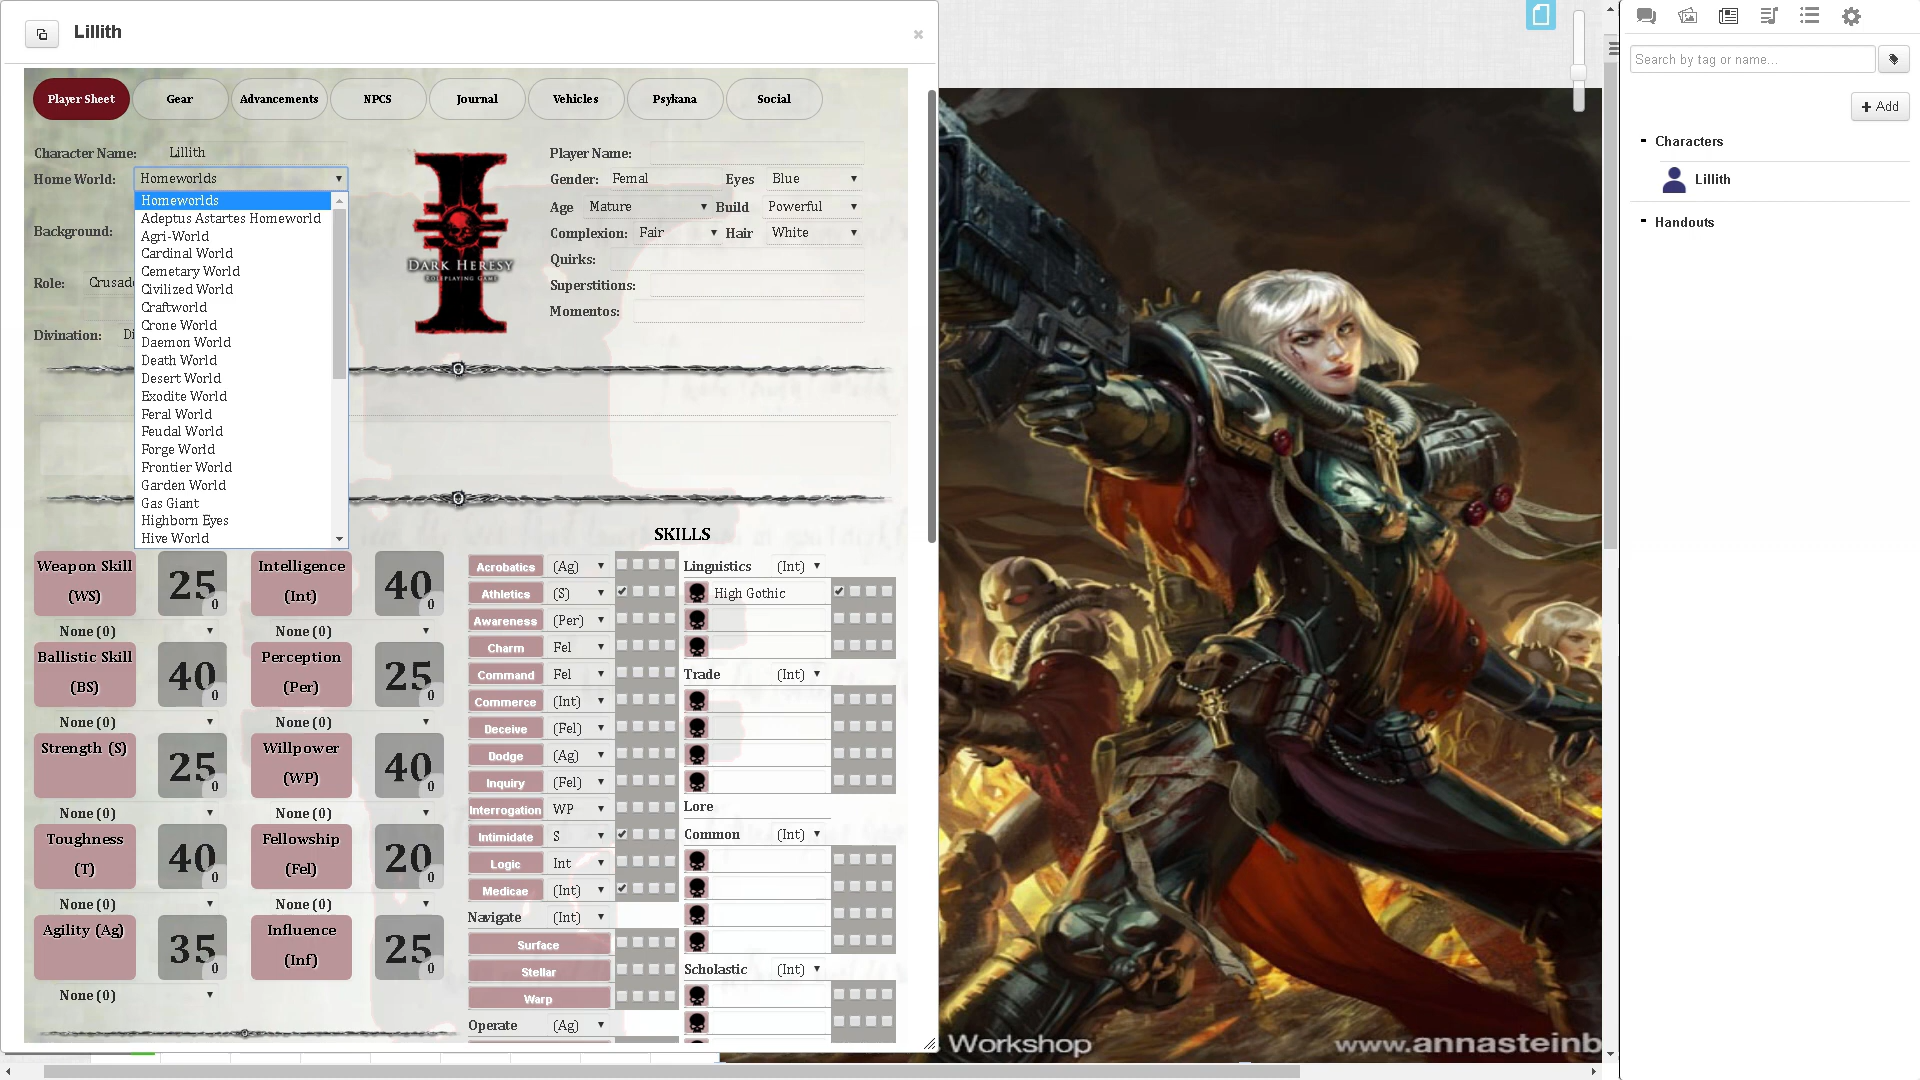 Lillith
×
Player Sheet
Gear
Advancements
NPCS
Journal
Vehicles
Psykana
Social
Character Name: Lillith
Home World: Homeworlds
Homeworlds
Adeptus Astartes Homeworld
Agri-World
Cardinal World
Cemetary World
Civilized World
Craftworld
Crone World
Daemon World
Death World
Desert World
Exodite World
Feral World
Feudal World
Forge World
Frontier World
Garden World
Gas Giant
Highborn Eyes
Hive World
Background:
Role: Crusad
Divination: Di
DARK HERESY
ROLEPLAYING GAME
Player Name:
Gender: Femal Eyes Blue
Age Mature Build Powerful
Complexion: Fair Hair White
Quirks:
Superstitions:
Momentos:
Weapon Skill
(WS)
25
0
None (0)
Intelligence
(Int)
40
0
None (0)
Ballistic Skill
(BS)
40
0
None (0)
Perception
(Per)
25
0
None (0)
Strength (S)
25
0
None (0)
Willpower
(WP)
40
0
None (0)
Toughness
(T)
40
0
None (0)
Fellowship
(Fel)
20
0
None (0)
Agility (Ag)
35
0
None (0)
Influence
(Inf)
25
0
SKILLS
Acrobatics (Ag)
Athletics (S)
Awareness (Per)
Charm Fel
Command Fel
Commerce (Int)
Deceive (Fel)
Dodge (Ag)
Inquiry (Fel)
Interrogation WP
Intimidate S
Logic Int
Medicae (Int)
Navigate (Int)
Surface
Stellar
Warp
Operate (Ag)
Linguistics (Int)
High Gothic
Trade (Int)
Lore
Common (Int)
Scholastic (Int)
Workshop
www.annasteinb
Search by tag or name...
+ Add
Characters
Lillith
Handouts